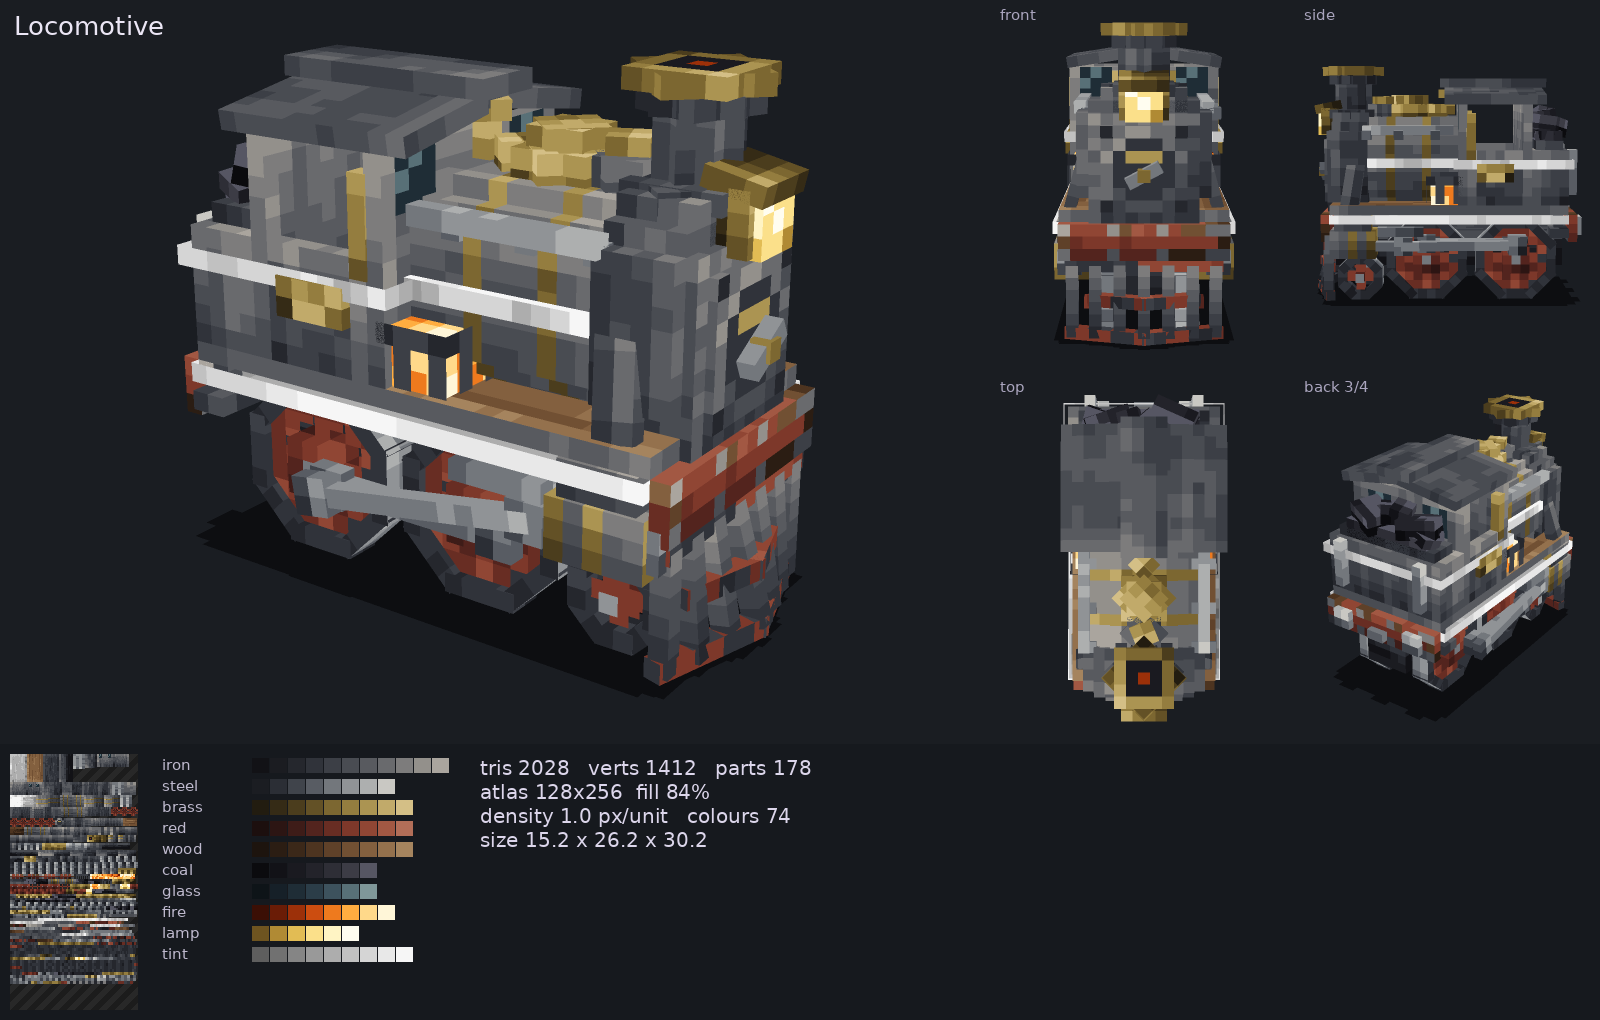 Locomotive
front
side
top
back 3/4
iron
steel
brass
red
wood
coal
glass
fire
lamp
tint
tris 2028 verts 1412 parts 178
atlas 128x256 fill 84%
density 1.0 px/unit colours 74
size 15.2 x 26.2 x 30.2